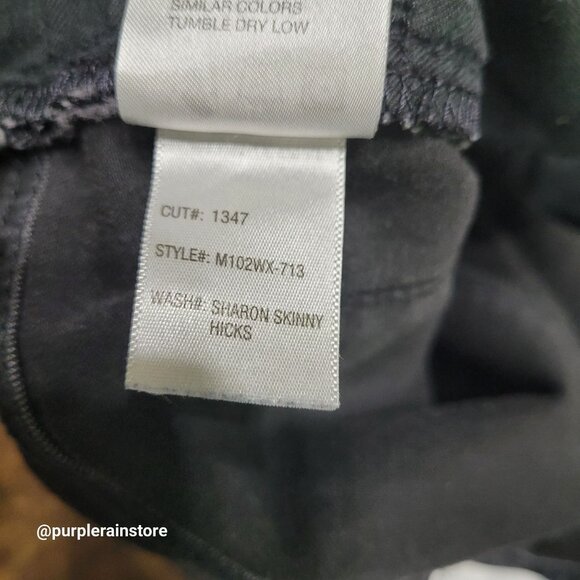 SIMILAR COLORS
TUMBLE DRY LOW
CUT#: 1347
STYLE#: M102WX-713
WASH#: SHARON SKINNY
HICKS
@purplerainstore